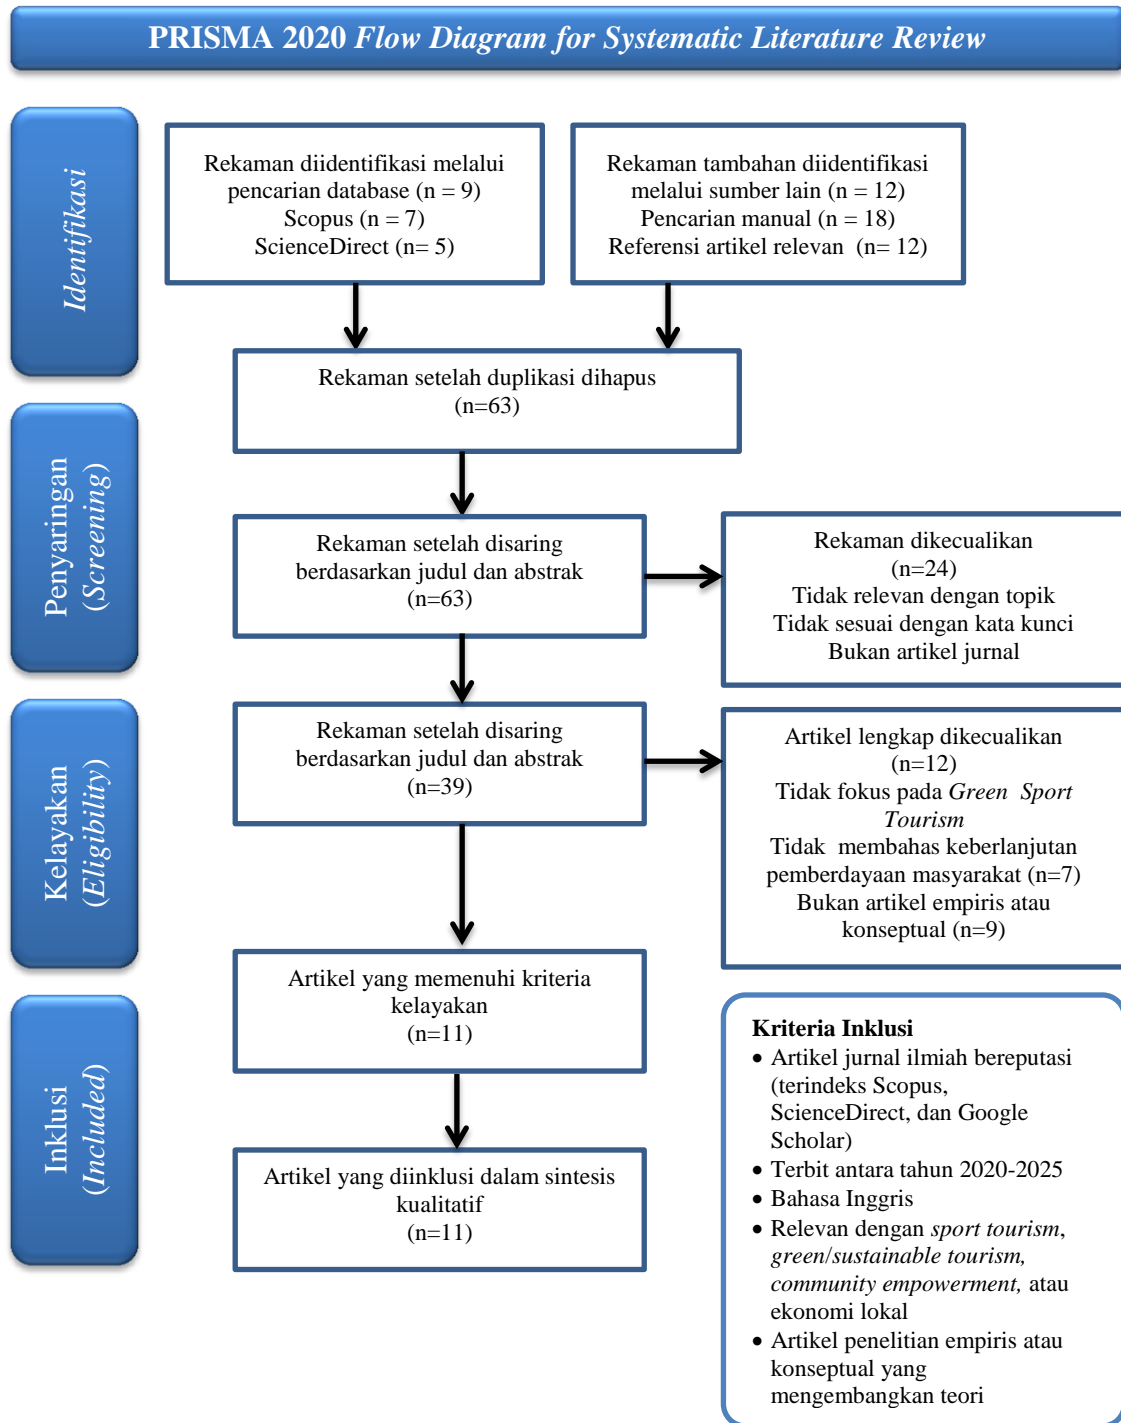 PRISMA 2020 Flow Diagram for Systematic Literature Review
Identifikasi
Rekaman diidentifikasi melalui
pencarian database (n = 9)
Scopus (n = 7)
ScienceDirect (n= 5)
Rekaman tambahan diidentifikasi
melalui sumber lain (n = 12)
Pencarian manual (n = 18)
Referensi artikel relevan (n= 12)
Rekaman setelah duplikasi dihapus
(n=63)
Penyaringan
(Screening)
Rekaman setelah disaring
berdasarkan judul dan abstrak
(n=63)
Rekaman dikecualikan
(n=24)
Tidak relevan dengan topik
Tidak sesuai dengan kata kunci
Bukan artikel jurnal
Kelayakan
(Eligibility)
Rekaman setelah disaring
berdasarkan judul dan abstrak
(n=39)
Artikel lengkap dikecualikan
(n=12)
Tidak fokus pada Green Sport
Tourism
Tidak membahas keberlanjutan
pemberdayaan masyarakat (n=7)
Bukan artikel empiris atau
konseptual (n=9)
Artikel yang memenuhi kriteria
kelayakan
(n=11)
Inklusi
(Included)
Artikel yang diinklusi dalam sintesis
kualitatif
(n=11)
Kriteria Inklusi
• Artikel jurnal ilmiah bereputasi
(terindeks Scopus,
ScienceDirect, dan Google
Scholar)
• Terbit antara tahun 2020-2025
• Bahasa Inggris
• Relevan dengan sport tourism,
green/sustainable tourism,
community empowerment, atau
ekonomi lokal
• Artikel penelitian empiris atau
konseptual yang
mengembangkan teori